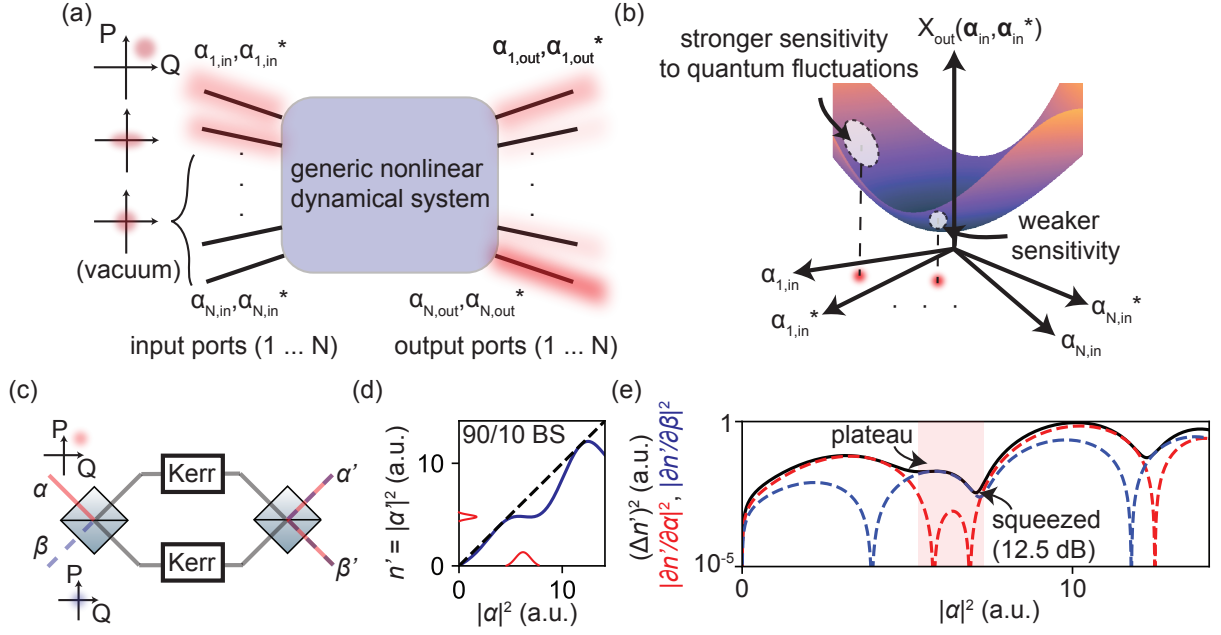 (a)
P
Q
α1,in,α1,in*
α1,out,α1,out*
generic nonlinear
dynamical system
(vacuum)
αN,in,αN,in*
αN,out,αN,out*
input ports (1 ... N)
output ports (1 ... N)
(b)
Xout(αin,αin*)
stronger sensitivity
to quantum fluctuations
weaker
sensitivity
α1,in
α1,in*
αN,in*
αN,in
(c)
P
Q
α
β
P
Q
Kerr
Kerr
α'
β'
(d)
90/10 BS
n' = |α'|² (a.u.)
10
0
0
10
|α|² (a.u.)
(e)
(Δn')² (a.u.)
|∂n'/∂α|², |∂n'/∂β|²
1
10⁻⁵
plateau
squeezed
(12.5 dB)
0
10
|α|² (a.u.)